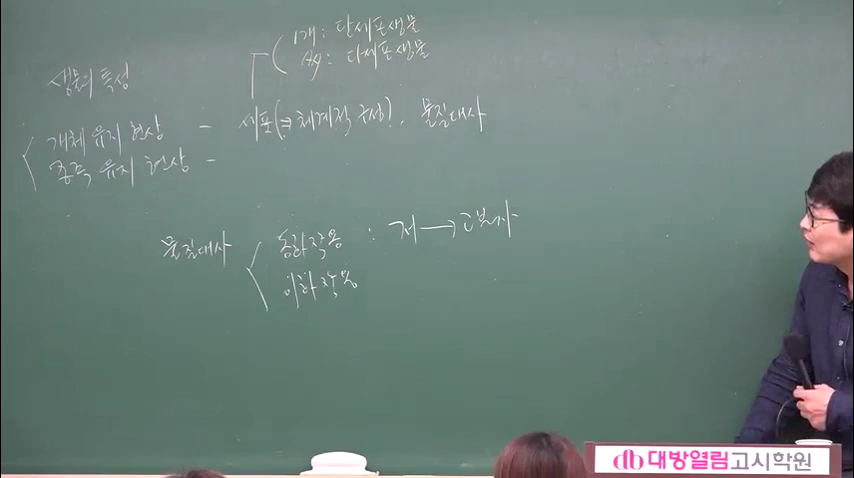 1개: 단세포생물
多: 다세포생물
생물의 특성
개체 유지 현상 - 세포(⇒체계적 구성), 물질대사
종족 유지 현상 -
물질대사
동화작용 : 저→고분자
이화작용
db 대방열림고시학원